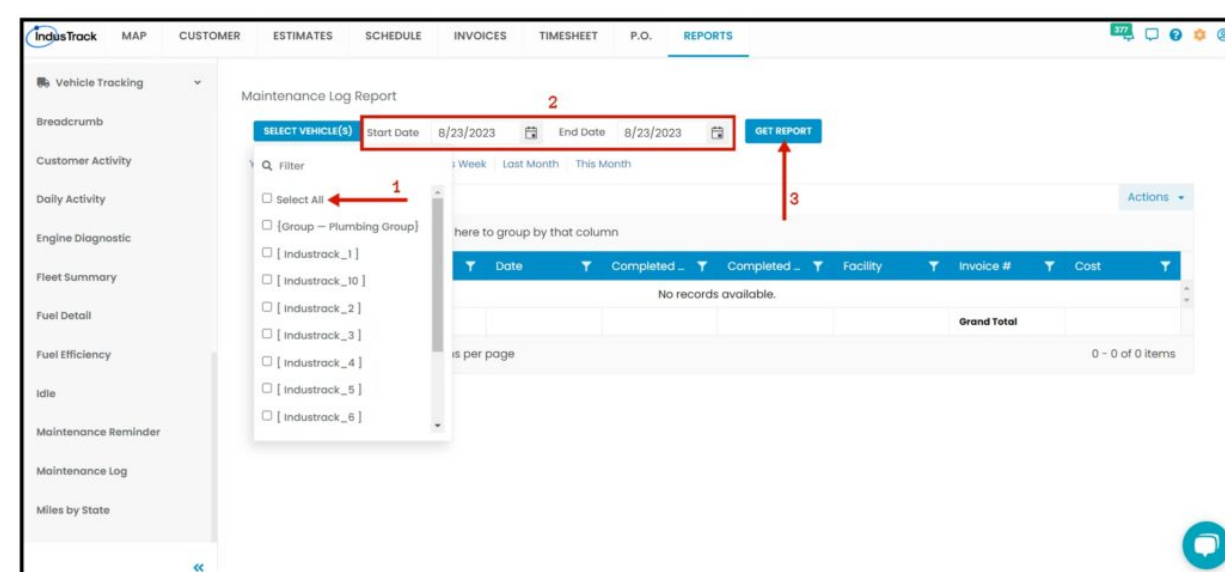 IndusTrack MAP CUSTOMER ESTIMATES SCHEDULE INVOICES TIMESHEET P.O. REPORTS 377
Vehicle Tracking
Breadcrumb
Customer Activity
Daily Activity
Engine Diagnostic
Fleet Summary
Fuel Detail
Fuel Efficiency
Idle
Maintenance Reminder
Maintenance Log
Miles by State
«
Maintenance Log Report
2
SELECT VEHICLE(S) Start Date 8/23/2023 End Date 8/23/2023 GET REPORT
Filter
Week Last Month This Month
Select All 1
3
Actions
{Group – Plumbing Group}
here to group by that column
[ Industrack_1 ]
[ Industrack_10 ]
[ Industrack_2 ]
[ Industrack_3 ]
[ Industrack_4 ]
[ Industrack_5 ]
[ Industrack_6 ]
Date Completed … Completed … Facility Invoice # Cost
No records available.
Grand Total
per page 0 - 0 of 0 items